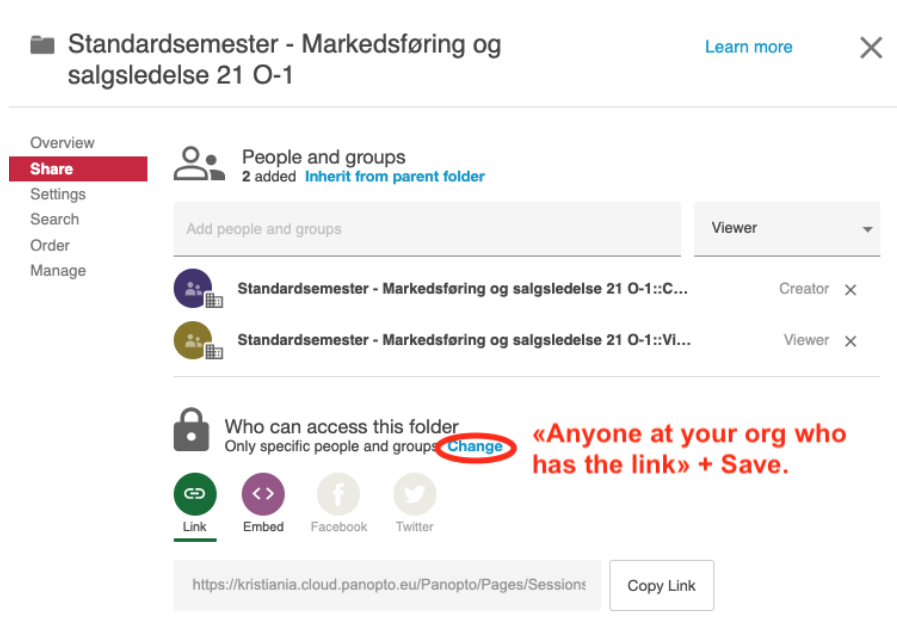 Standardsemester - Markedsføring og
salgsledelse 21 O-1
Learn more
Overview
Share
Settings
Search
Order
Manage
People and groups
2 added Inherit from parent folder
Add people and groups
Viewer
Standardsemester - Markedsføring og salgsledelse 21 O-1::C...
Creator
Standardsemester - Markedsføring og salgsledelse 21 O-1::Vi...
Viewer
Who can access this folder
Only specific people and groups Change
«Anyone at your org who
has the link» + Save.
Link
Embed
Facebook
Twitter
https://kristiania.cloud.panopto.eu/Panopto/Pages/Sessions
Copy Link